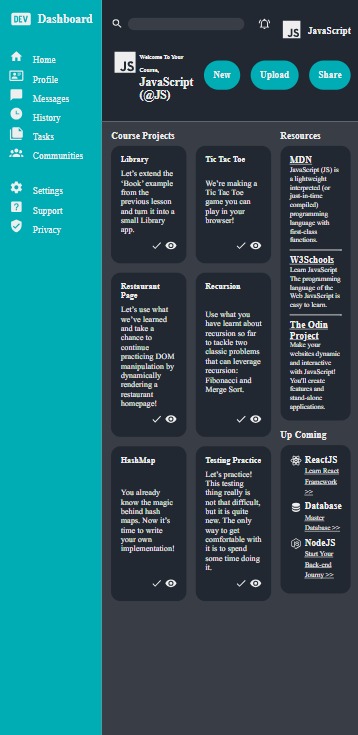 DEV Dashboard
Home
Profile
Messages
History
Tasks
Communities
Settings
Support
Privacy
JS JavaScript
JS
Welcome To Your
Course,
JavaScript
(@JS)
New
Upload
Share
Course Projects
Library
Let's extend the
‘Book’ example
from the
previous lesson
and turn it into a
small Library
app.
Tic Tac Toe
We’re making a
Tic Tac Toe
game you can
play in your
browser!
Restaurant
Page
Let’s use what
we’ve learned
and take a
chance to
continue
practicing DOM
manipulation by
dynamically
rendering a
restaurant
homepage!
Recursion
Use what you
have learnt about
recursion so far
to tackle two
classic problems
that can leverage
recursion:
Fibonacci and
Merge Sort.
HashMap
You already
know the magic
behind hash
maps. Now it’s
time to write
your own
implementation!
Testing Practice
Let’s practice!
This testing
thing really is
not that difficult,
but it is quite
new. The only
way to get
comfortable with
it is to spend
some time doing
it.
Resources
MDN
JavaScript (JS) is
a lightweight
interpreted (or
just-in-time
compiled)
programming
language with
first-class
functions.
W3Schools
Learn JavaScript
The programming
language of the
Web JavaScript is
easy to learn.
The Odin
Project
Make your
websites dynamic
and interactive
with JavaScript!
You'll create
features and
stand-alone
applications.
Up Coming
ReactJS
Learn React
Framework
>>
Database
Master
Database >>
NodeJS
Start Your
Back-end
Journy >>